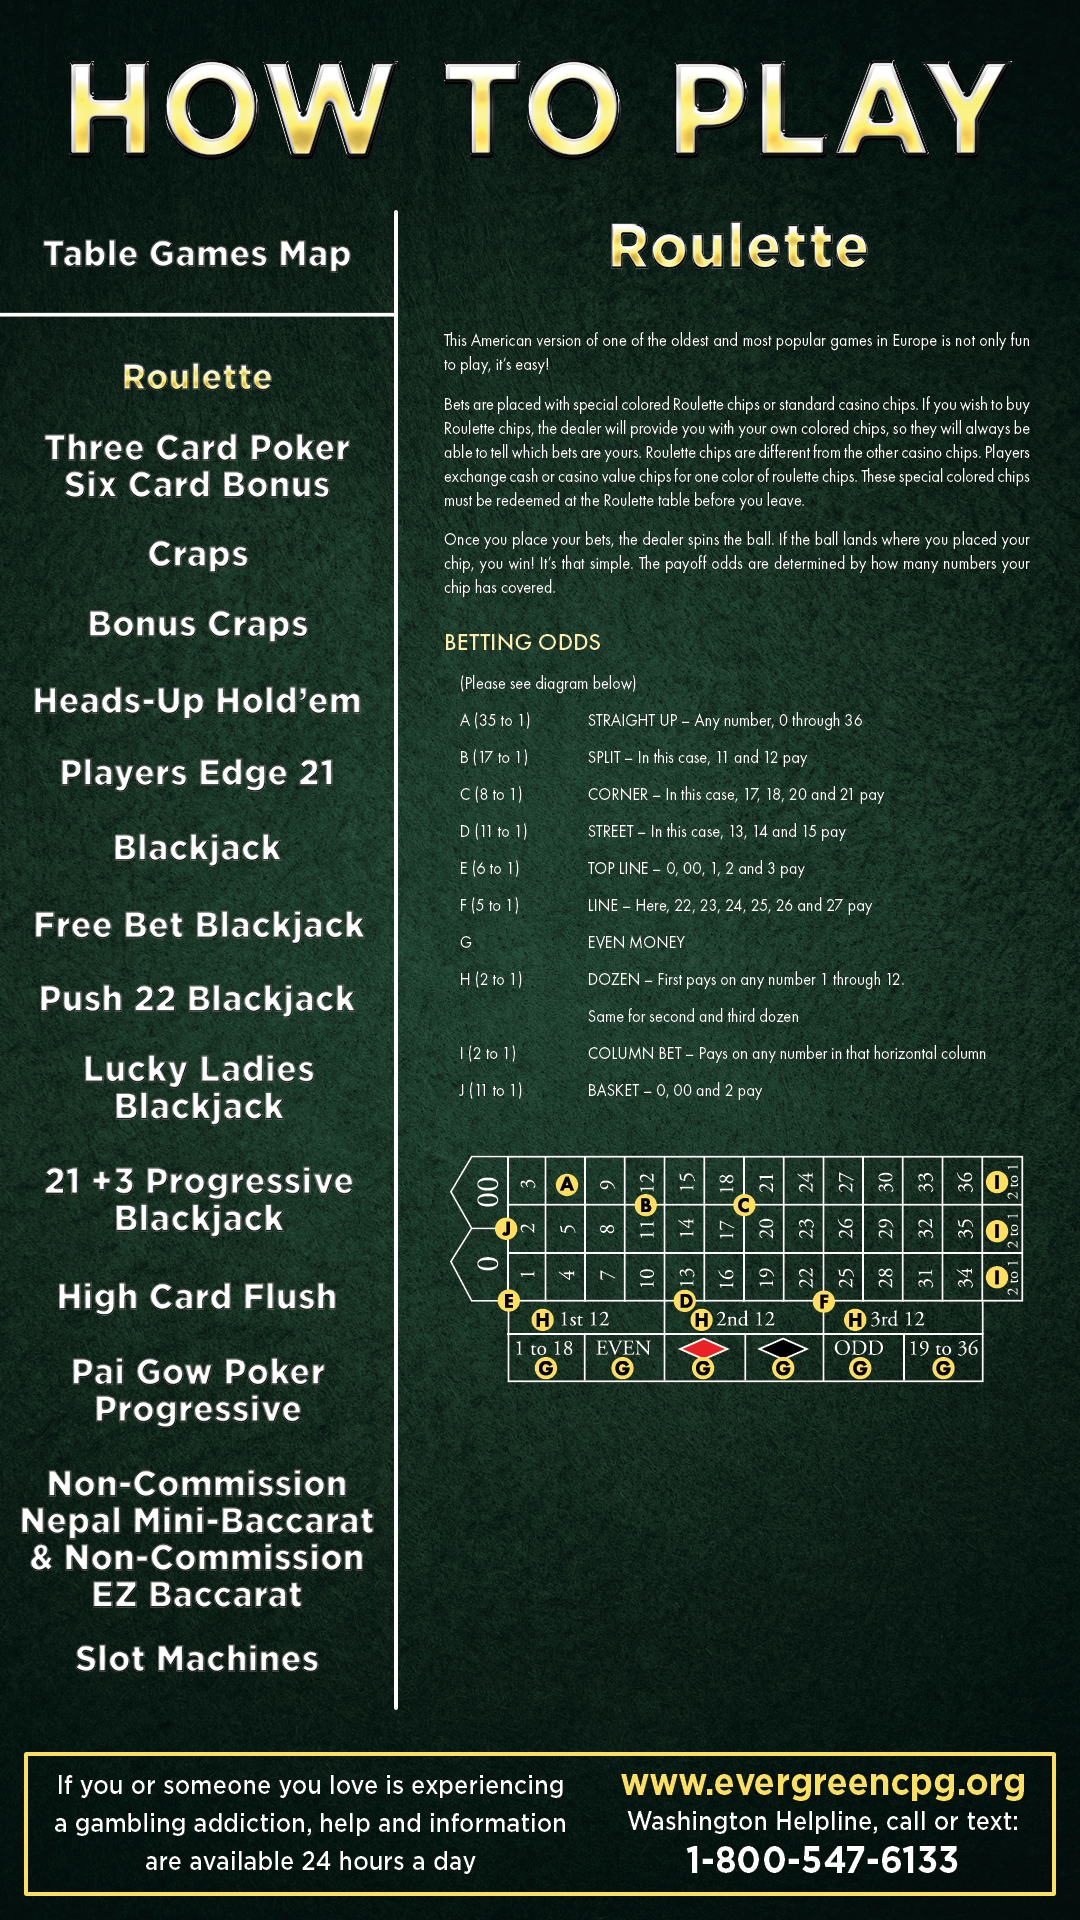 HOW TO PLAY
Table Games Map
Roulette
Three Card Poker
Six Card Bonus
Craps
Bonus Craps
Heads-Up Hold’em
Players Edge 21
Blackjack
Free Bet Blackjack
Push 22 Blackjack
Lucky Ladies
Blackjack
21 +3 Progressive
Blackjack
High Card Flush
Pai Gow Poker
Progressive
Non-Commission
Nepal Mini-Baccarat
& Non-Commission
EZ Baccarat
Slot Machines
Roulette
This American version of one of the oldest and most popular games in Europe is not only fun
to play, it’s easy!
Bets are placed with special colored Roulette chips or standard casino chips. If you wish to buy
Roulette chips, the dealer will provide you with your own colored chips, so they will always be
able to tell which bets are yours. Roulette chips are different from the other casino chips. Players
exchange cash or casino value chips for one color of roulette chips. These special colored chips
must be redeemed at the Roulette table before you leave.
Once you place your bets, the dealer spins the ball. If the ball lands where you placed your
chip, you win! It’s that simple. The payoff odds are determined by how many numbers your
chip has covered.
BETTING ODDS
(Please see diagram below)
A (35 to 1) STRAIGHT UP – Any number, 0 through 36
B (17 to 1) SPLIT – In this case, 11 and 12 pay
C (8 to 1) CORNER – In this case, 17, 18, 20 and 21 pay
D (11 to 1) STREET – In this case, 13, 14 and 15 pay
E (6 to 1) TOP LINE – 0, 00, 1, 2 and 3 pay
F (5 to 1) LINE – Here, 22, 23, 24, 25, 26 and 27 pay
G EVEN MONEY
H (2 to 1) DOZEN – First pays on any number 1 through 12.
Same for second and third dozen
I (2 to 1) COLUMN BET – Pays on any number in that horizontal column
J (11 to 1) BASKET – 0, 00 and 2 pay
00 3 A 9 12 15 18 21 24 27 30 33 36 I 2 to 1
B C
J 2 5 8 11 14 17 20 23 26 29 32 35 I 2 to 1
0 1 4 7 10 13 16 19 22 25 28 31 34 I 2 to 1
E D F
H 1st 12 H 2nd 12 H 3rd 12
1 to 18 EVEN ODD 19 to 36
G G G G G G
If you or someone you love is experiencing
a gambling addiction, help and information
are available 24 hours a day
www.evergreencpg.org
Washington Helpline, call or text:
1-800-547-6133